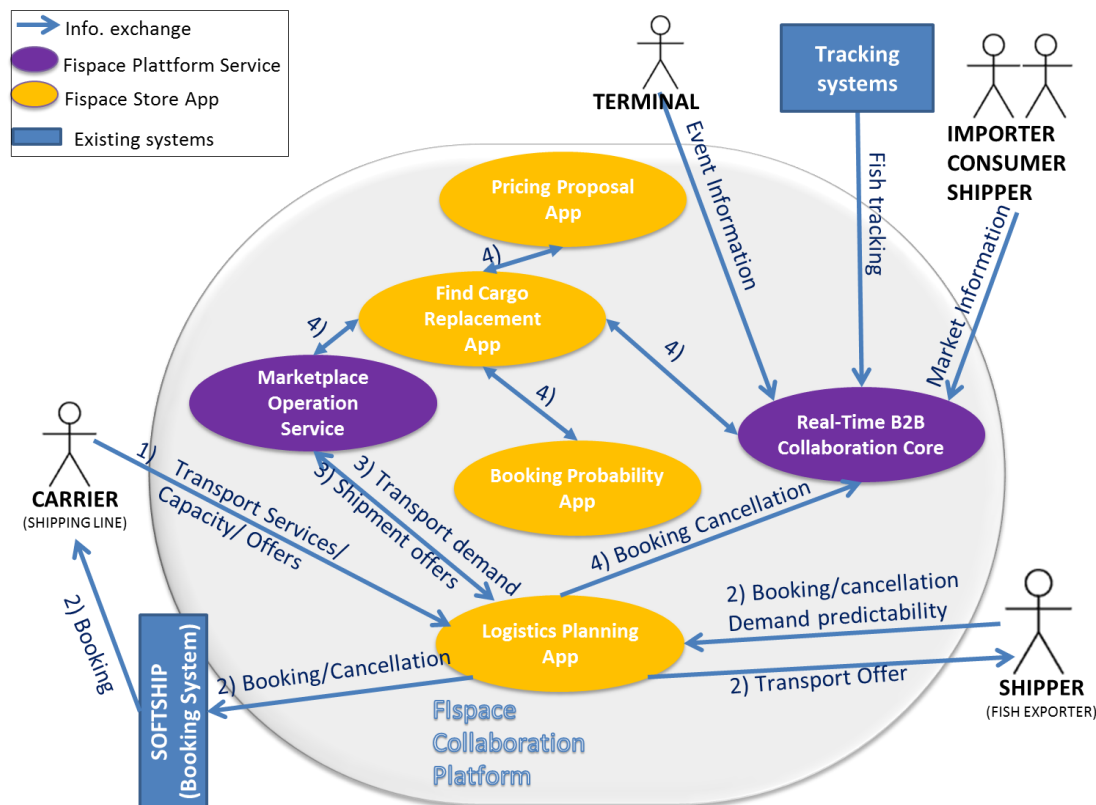 Info. exchange
Fispace Plattform Service
Fispace Store App
Existing systems
TERMINAL
Tracking
systems
IMPORTER
CONSUMER
SHIPPER
Event Information
Fish tracking
Market Information
Pricing Proposal
App
4)
Find Cargo
Replacement
App
4)
4)
4)
Marketplace
Operation
Service
Real-Time B2B
Collaboration Core
Booking Probability
App
CARRIER
(SHIPPING LINE)
1) Transport Services/
Capacity/ Offers
3) Transport demand
3) Shipment offers
4) Booking Cancellation
2) Booking/cancellation
Demand predictability
Logistics Planning
App
2) Booking
SOFTSHIP
(Booking System)
2) Booking/Cancellation
2) Transport Offer
SHIPPER
(FISH EXPORTER)
FIspace
Collaboration
Platform